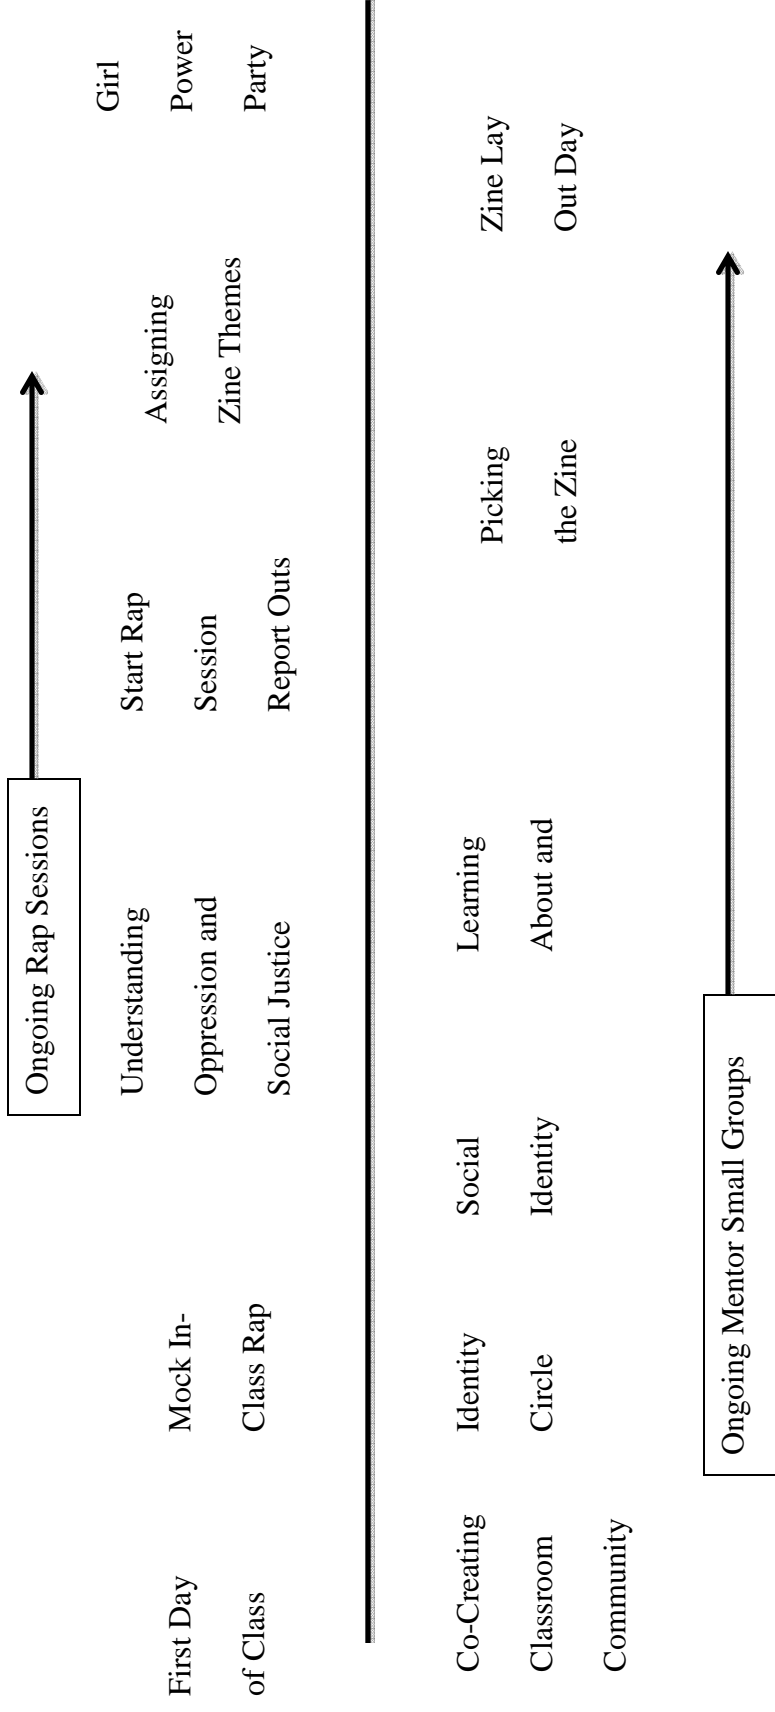 Ongoing Rap Sessions
First Day
of Class
Mock In-
Class Rap
Understanding
Oppression and
Social Justice
Start Rap
Session
Report Outs
Assigning
Zine Themes
Girl
Power
Party
Co-Creating
Classroom
Community
Identity
Circle
Social
Identity
Learning
About and
Picking
the Zine
Zine Lay
Out Day
Ongoing Mentor Small Groups